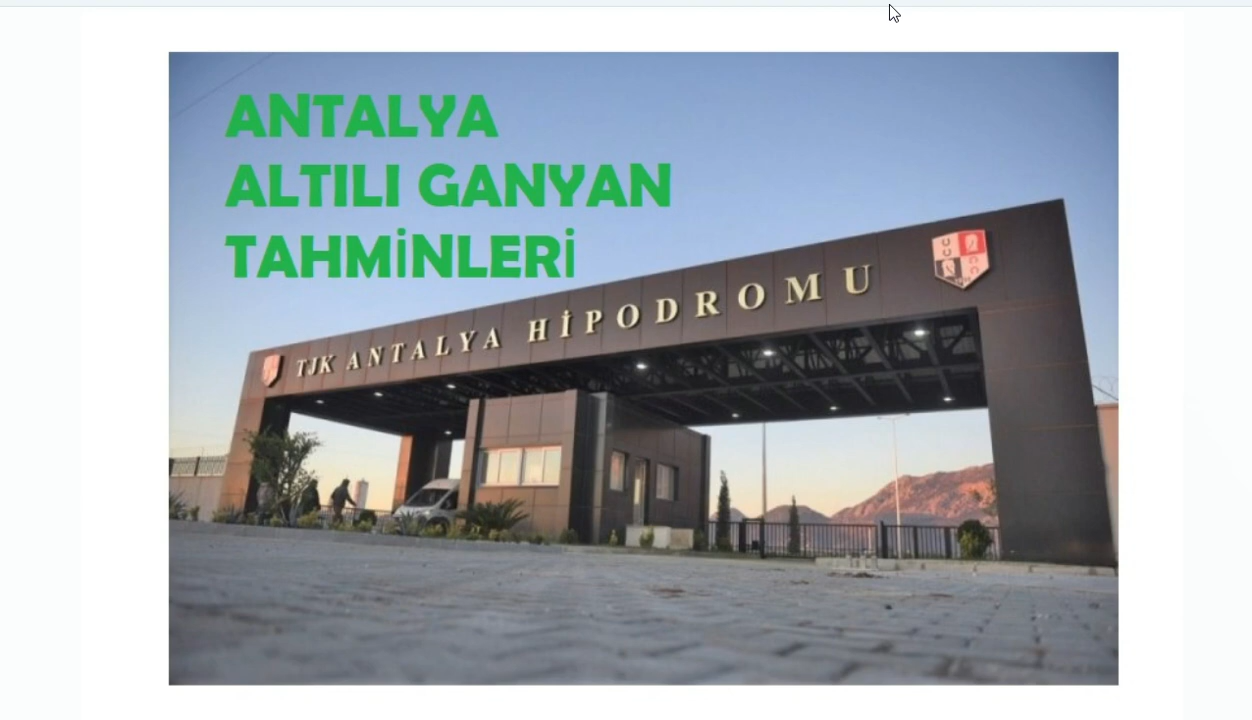 ANTALYA
ALTILI GANYAN
TAHMİNLERİ
TJK ANTALYA HİPODROMU